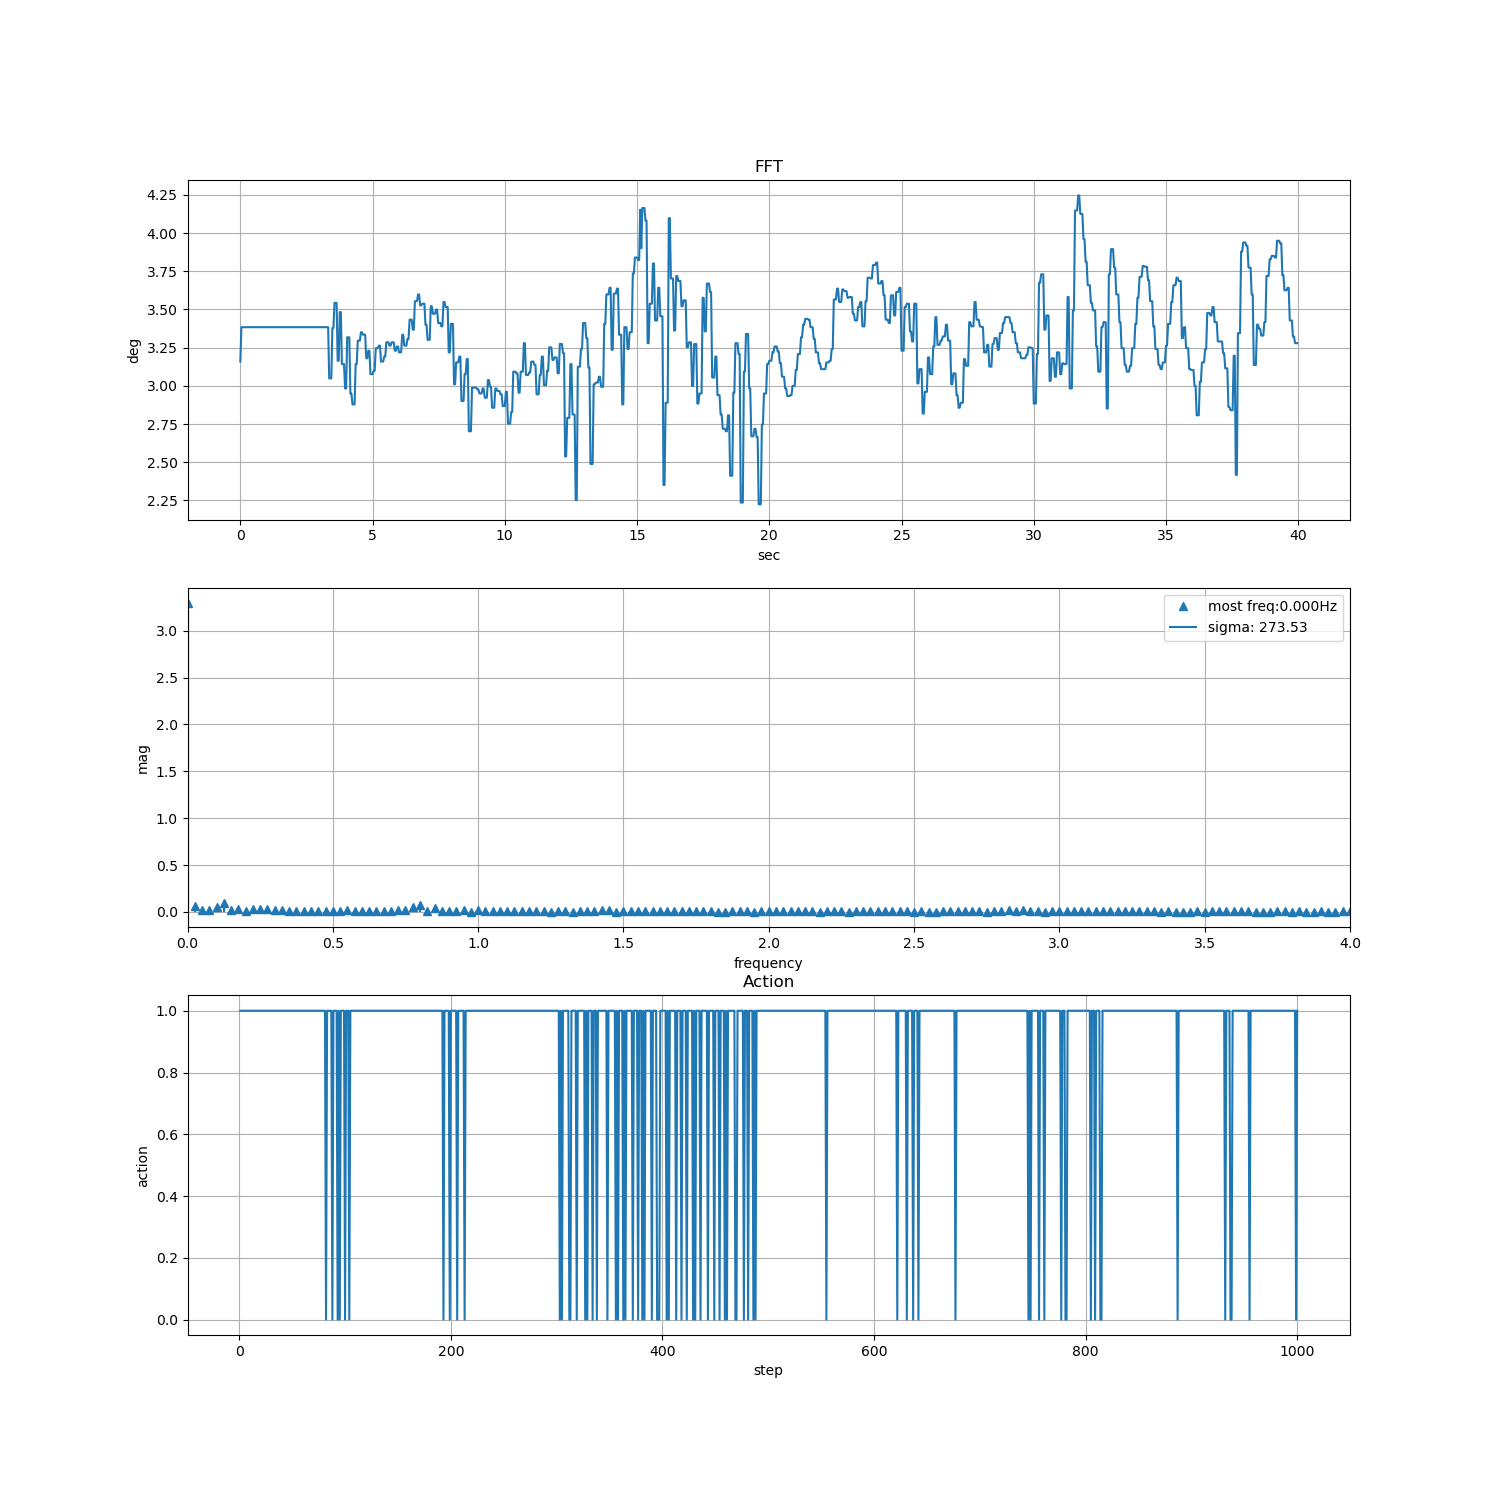 FFT
4.25
4.00
3.75
3.50
3.25
3.00
2.75
2.50
2.25
deg
0 5 10 15 20 25 30 35 40
sec
most freq:0.000Hz
sigma: 273.53
3.0
2.5
2.0
1.5
1.0
0.5
0.0
mag
0.0 0.5 1.0 1.5 2.0 2.5 3.0 3.5 4.0
frequency
Action
1.0
0.8
0.6
0.4
0.2
0.0
action
0 200 400 600 800 1000
step